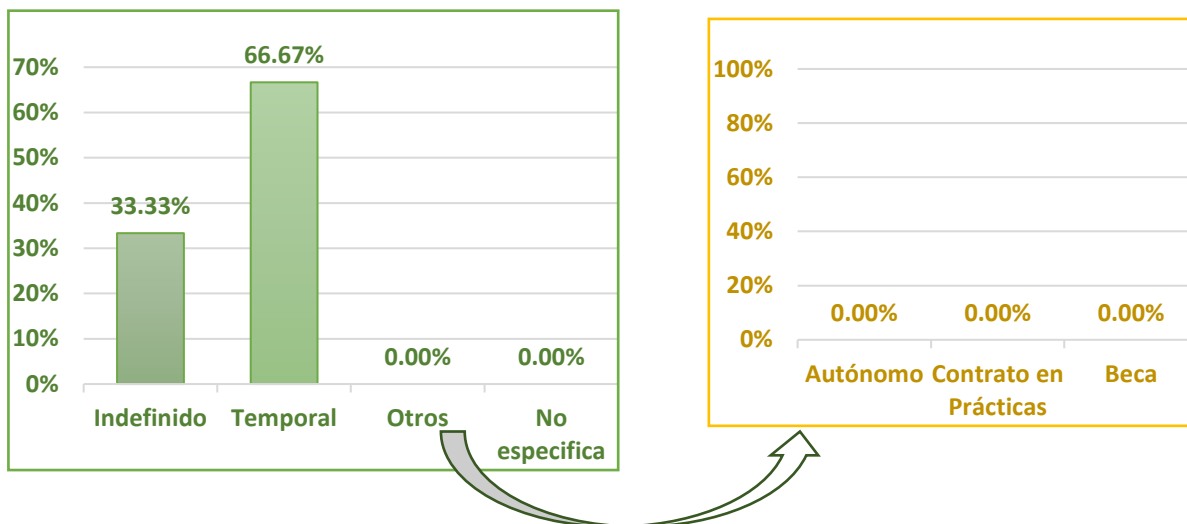 66.67%
70%
60%
50%
40%
33.33%
30%
20%
10%
0.00%
0.00%
0%
Indefinido
Temporal
Otros
No
especifica
100%
80%
60%
40%
20%
0.00%
0.00%
0.00%
0%
Autónomo
Contrato en
Prácticas
Beca